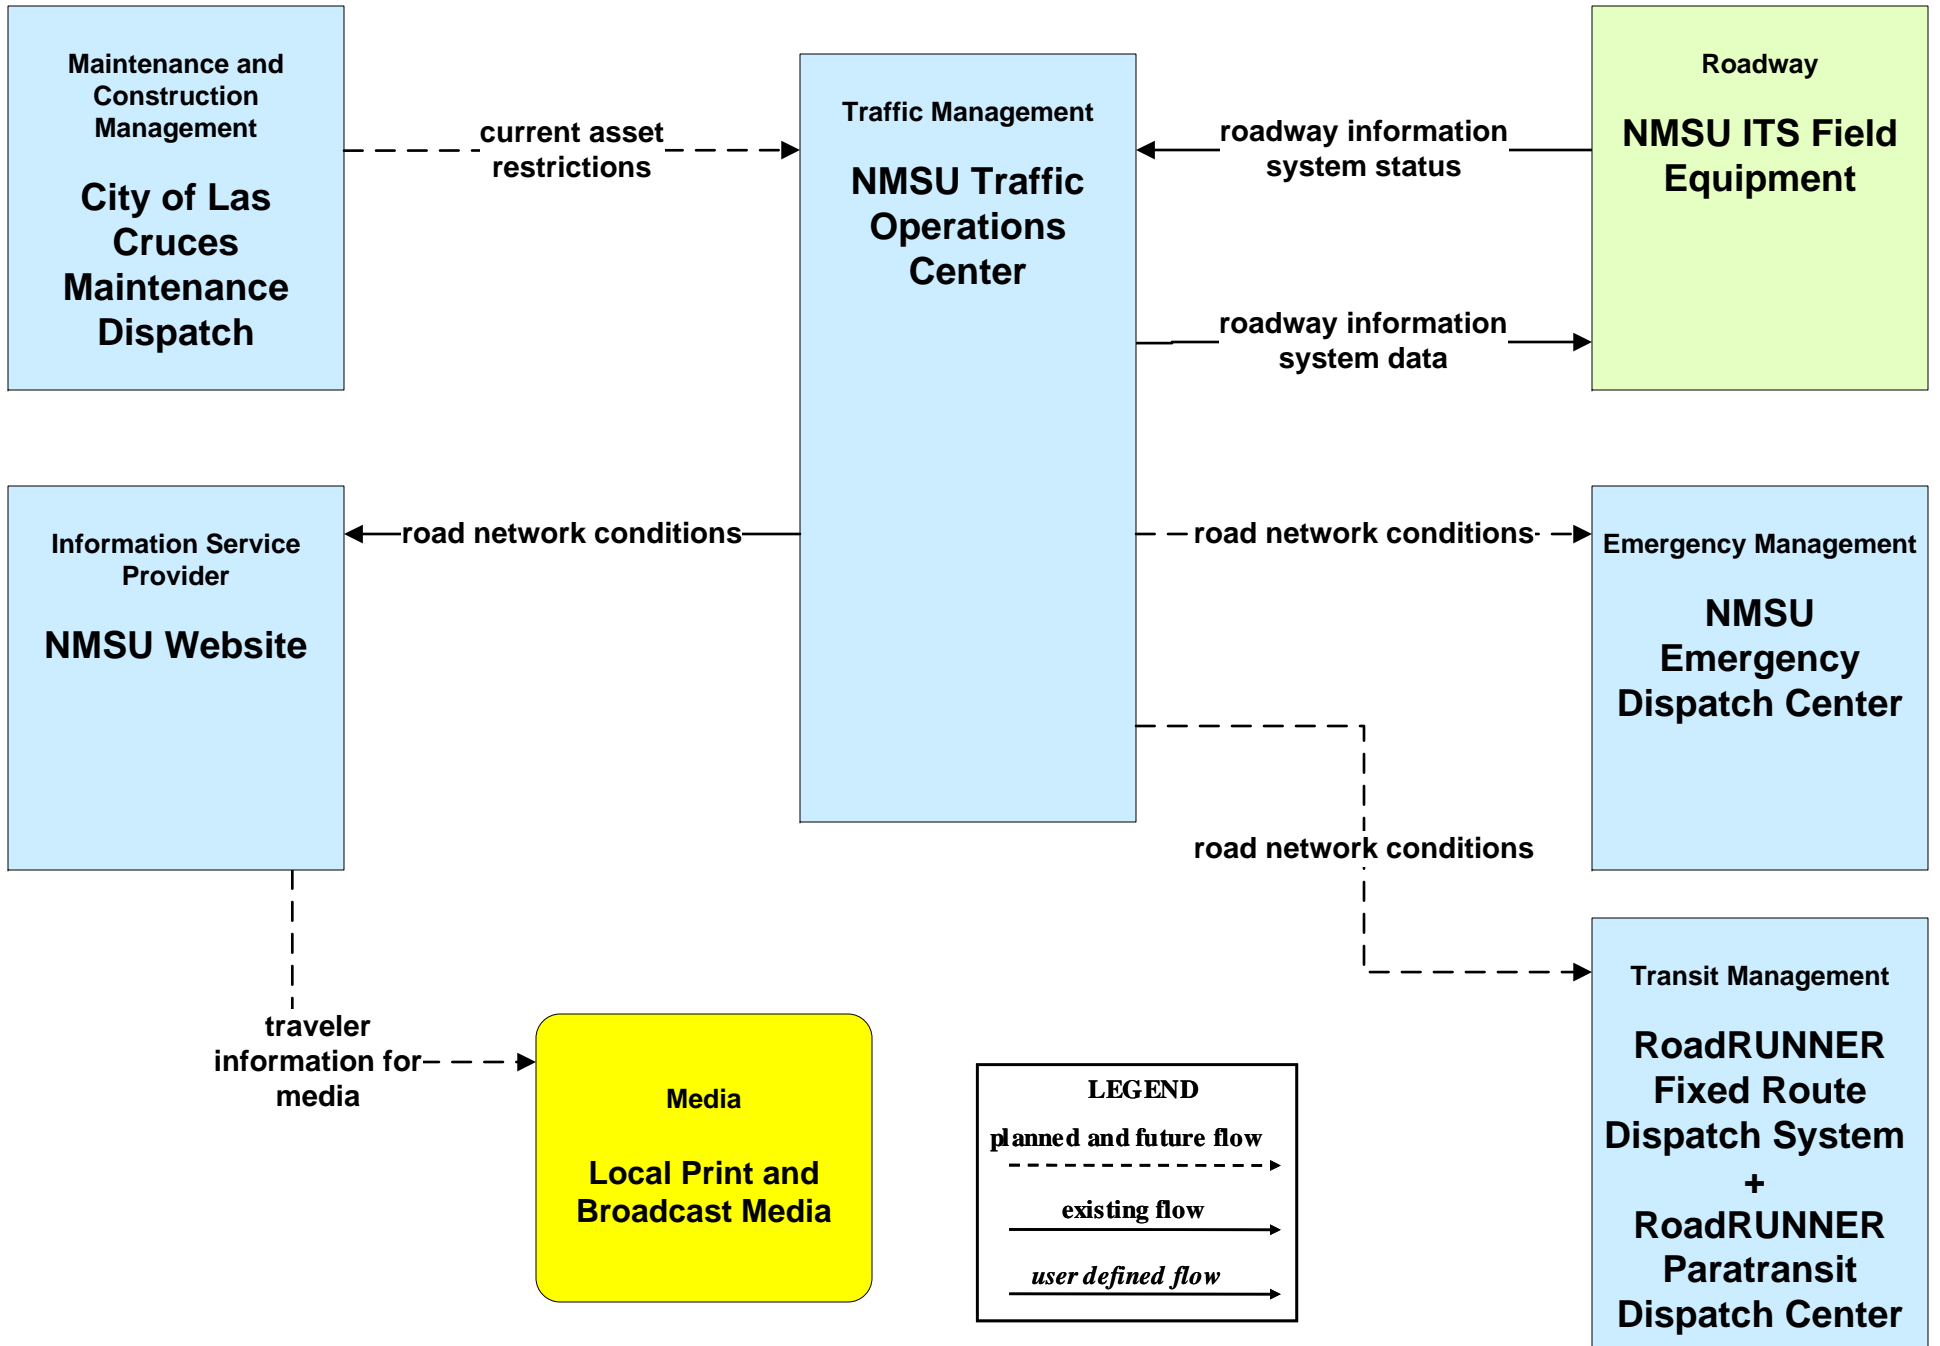 Maintenance and
Construction
Management
City of Las
Cruces
Maintenance
Dispatch
current asset
restrictions
Traffic Management
NMSU Traffic
Operations
Center
roadway information
system status
roadway information
system data
Roadway
NMSU ITS Field
Equipment
Information Service
Provider
NMSU Website
road network conditions
road network conditions
Emergency Management
NMSU
Emergency
Dispatch Center
road network conditions
Transit Management
RoadRUNNER
Fixed Route
Dispatch System
+
RoadRUNNER
Paratransit
Dispatch Center
traveler
information for
media
Media
Local Print and
Broadcast Media
LEGEND
planned and future flow
existing flow
user defined flow